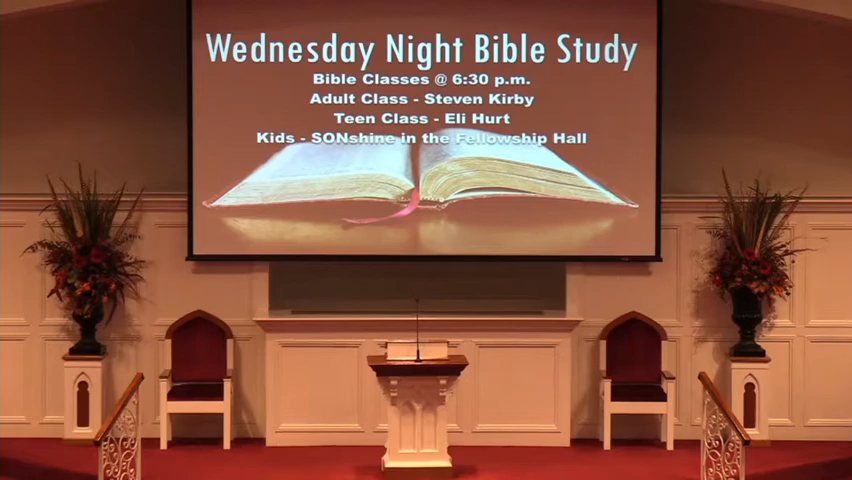 Wednesday Night Bible Study
Bible Classes @ 6:30 p.m.
Adult Class - Steven Kirby
Teen Class - Eli Hurt
Kids - SONshine in the Fellowship Hall